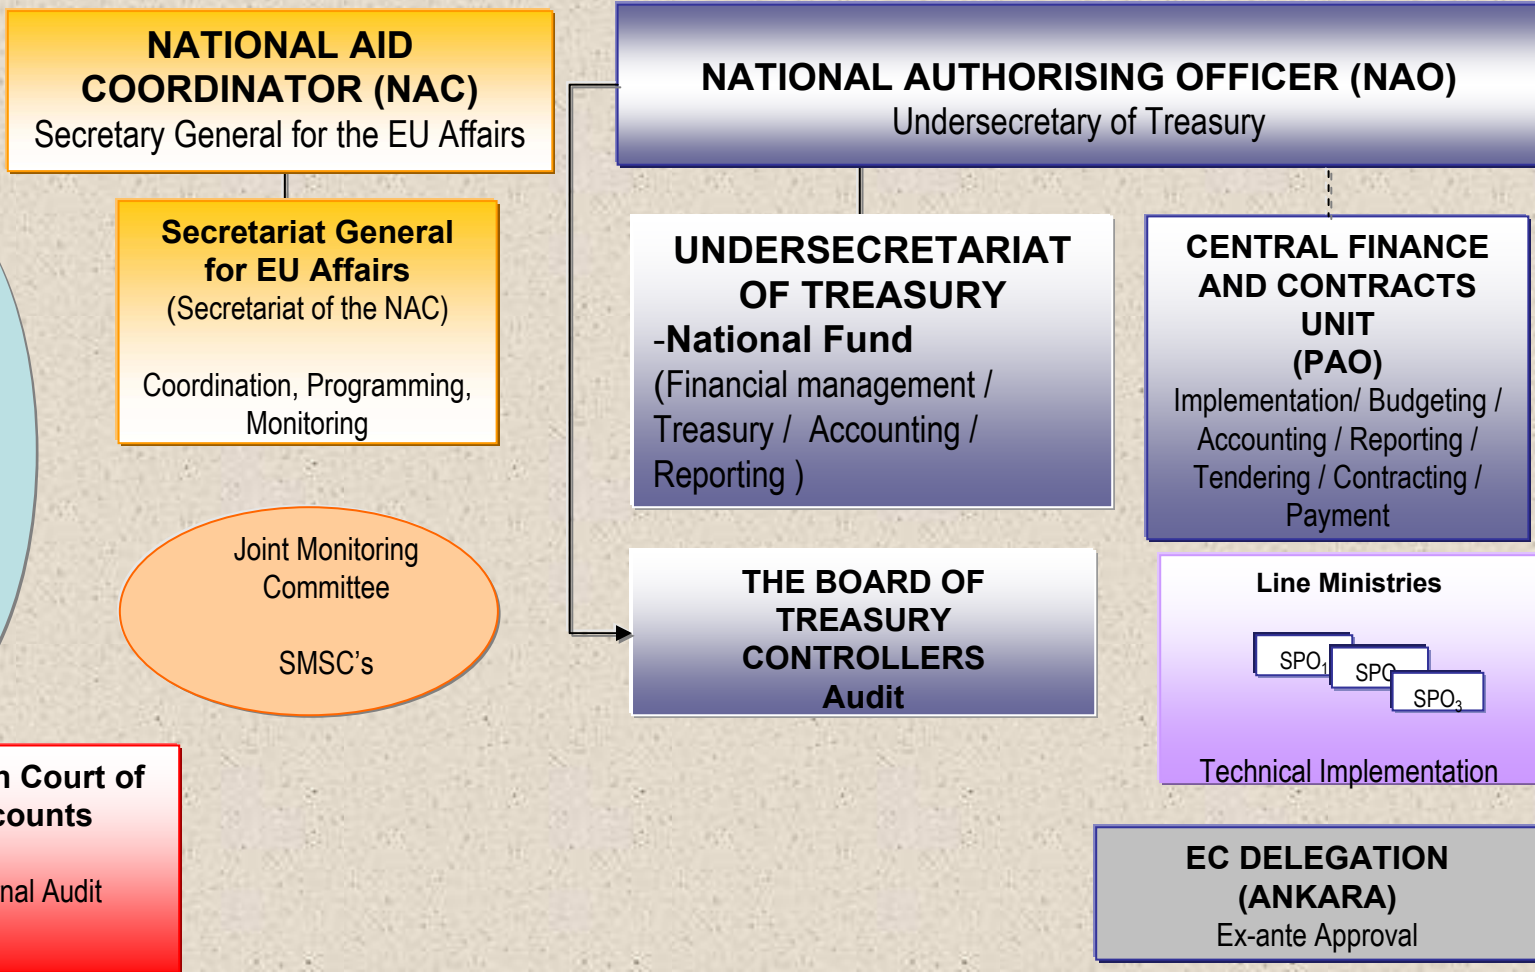 NATIONAL AID
COORDINATOR (NAC)
Secretary General for the EU Affairs
NATIONAL AUTHORISING OFFICER (NAO)
Undersecretary of Treasury
Secretariat General
for EU Affairs
(Secretariat of the NAC)
Coordination, Programming,
Monitoring
UNDERSECRETARIAT
OF TREASURY
-National Fund
(Financial management /
Treasury / Accounting /
Reporting )
CENTRAL FINANCE
AND CONTRACTS
UNIT
(PAO)
Implementation/ Budgeting /
Accounting / Reporting /
Tendering / Contracting /
Payment
Joint Monitoring
Committee
SMSC's
THE BOARD OF
TREASURY
CONTROLLERS
Audit
Line Ministries
SPO1
SPO
SPO3
Technical Implementation
Court of
Audit
EC DELEGATION
(ANKARA)
Ex-ante Approval